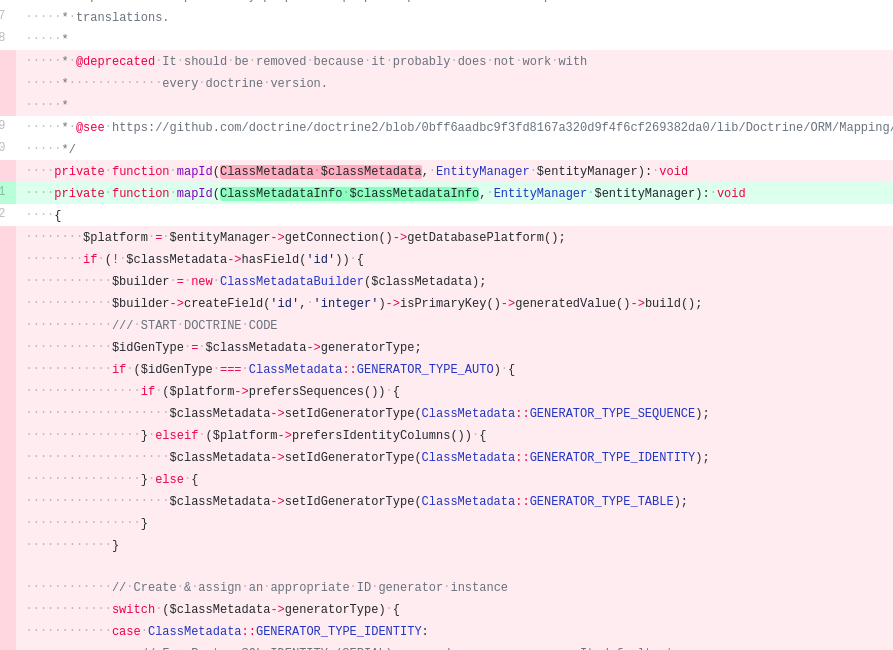 7 * translations.
8 *
* @deprecated It should be removed because it probably does not work with
* every doctrine version.
*
9 * @see https://github.com/doctrine/doctrine2/blob/0bff6aadbc9f3fd8167a320d9f4f6cf269382da0/lib/Doctrine/ORM/Mapping/
0 */
private function mapId(ClassMetadata $classMetadata, EntityManager $entityManager): void
1 private function mapId(ClassMetadataInfo $classMetadataInfo, EntityManager $entityManager): void
2 {
$platform = $entityManager->getConnection()->getDatabasePlatform();
if (! $classMetadata->hasField('id')) {
$builder = new ClassMetadataBuilder($classMetadata);
$builder->createField('id', 'integer')->isPrimaryKey()->generatedValue()->build();
/// START DOCTRINE CODE
$idGenType = $classMetadata->generatorType;
if ($idGenType === ClassMetadata::GENERATOR_TYPE_AUTO) {
if ($platform->prefersSequences()) {
$classMetadata->setIdGeneratorType(ClassMetadata::GENERATOR_TYPE_SEQUENCE);
} elseif ($platform->prefersIdentityColumns()) {
$classMetadata->setIdGeneratorType(ClassMetadata::GENERATOR_TYPE_IDENTITY);
} else {
$classMetadata->setIdGeneratorType(ClassMetadata::GENERATOR_TYPE_TABLE);
}
}
// Create & assign an appropriate ID generator instance
switch ($classMetadata->generatorType) {
case ClassMetadata::GENERATOR_TYPE_IDENTITY: